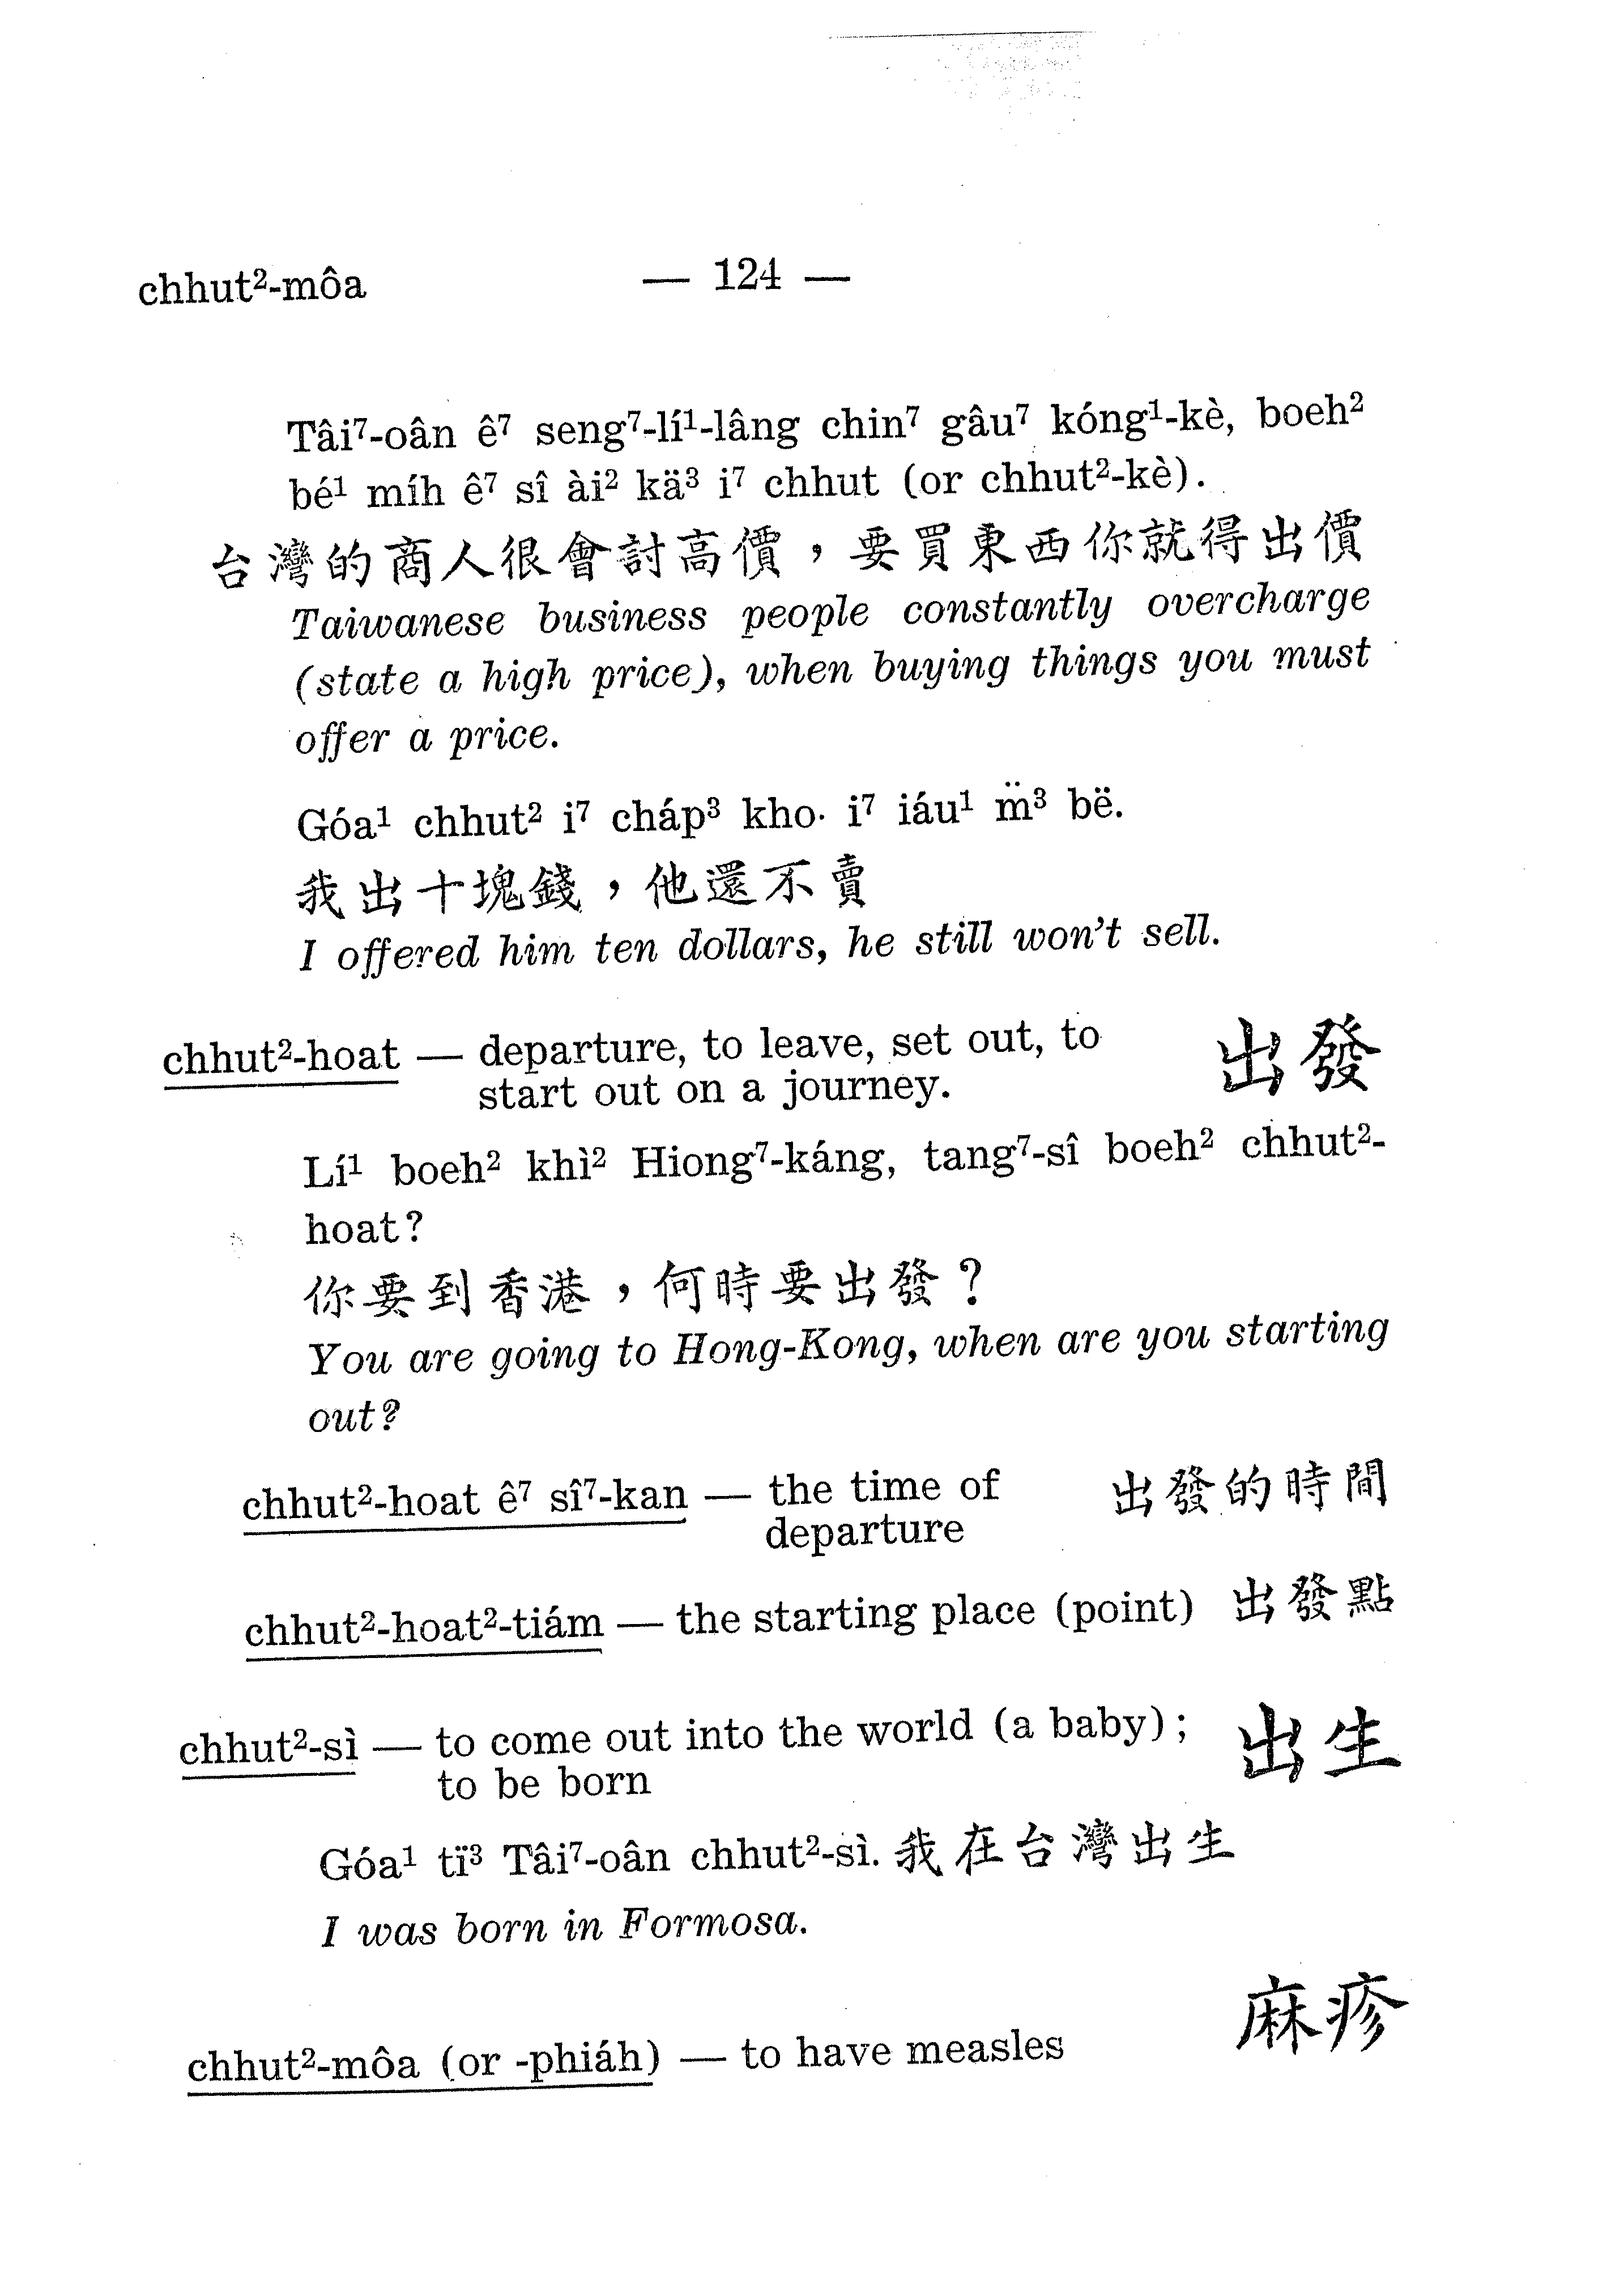 chhut²-môa — 124 —
Tâi⁷-oân ê⁷ seng⁷-lí¹-lâng chin⁷ gâu⁷ kóng¹-kè, boeh²
bé¹ míh ê⁷ sî ài² kä³ i⁷ chhut (or chhut²-kè).
台灣的商人很會討高價，要買東西你就得出價
Taiwanese business people constantly overcharge
(state a high price), when buying things you must
offer a price.
Góa¹ chhut² i⁷ cháp³ kho· i⁷ iáu¹ m̈³ bë.
我出十塊錢，他還不賣
I offered him ten dollars, he still won't sell.
chhut²-hoat — departure, to leave, set out, to 出發
start out on a journey.
Lí¹ boeh² khì² Hiong⁷-káng, tang⁷-sî boeh² chhut²-
hoat?
你要到香港，何時要出發？
You are going to Hong-Kong, when are you starting
out?
chhut²-hoat ê⁷ sî⁷-kan — the time of 出發的時間
departure
chhut²-hoat²-tiám — the starting place (point) 出發點
chhut²-sì — to come out into the world (a baby); 出生
to be born
Góa¹ tï³ Tâi⁷-oân chhut²-sì. 我在台灣出生
I was born in Formosa.
chhut²-môa (or -phiáh) — to have measles 麻疹